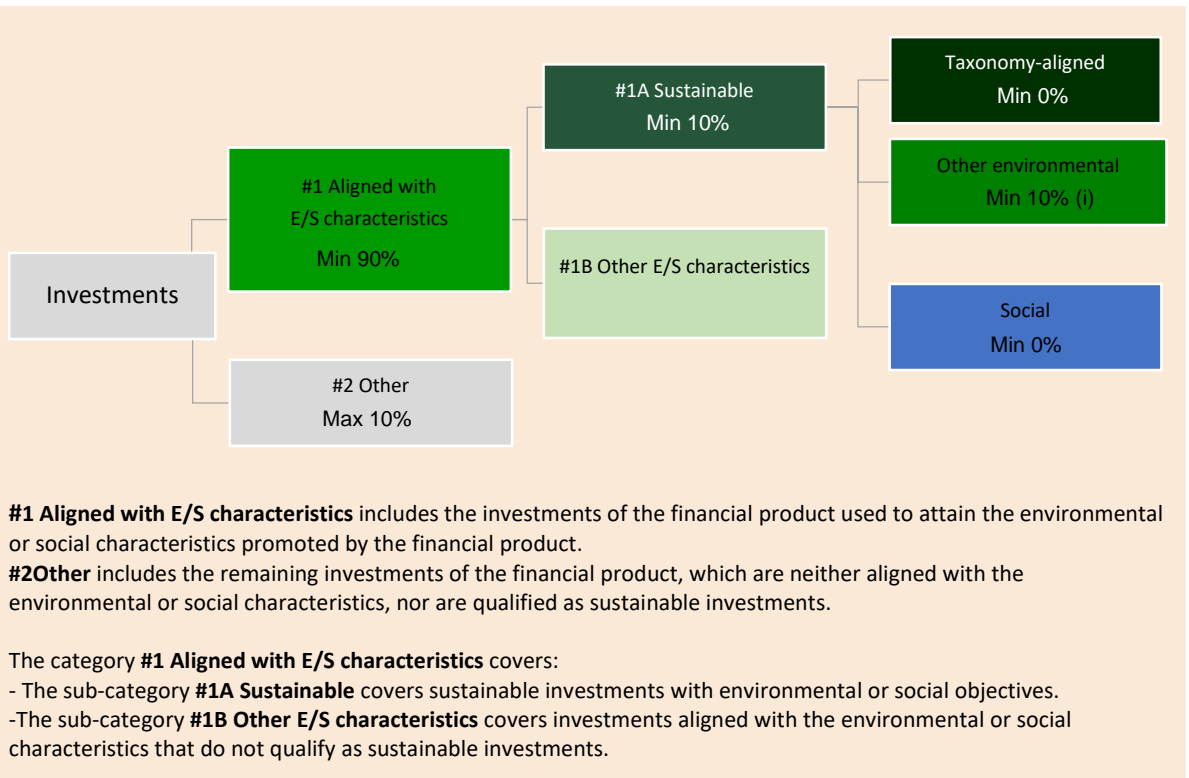 Investments
#1 Aligned with
E/S characteristics
Min 90%
#2 Other
Max 10%
#1A Sustainable
Min 10%
#1B Other E/S characteristics
Taxonomy-aligned
Min 0%
Other environmental
Min 10% (i)
Social
Min 0%
#1 Aligned with E/S characteristics includes the investments of the financial product used to attain the environmental
or social characteristics promoted by the financial product.
#2Other includes the remaining investments of the financial product, which are neither aligned with the
environmental or social characteristics, nor are qualified as sustainable investments.
The category #1 Aligned with E/S characteristics covers:
- The sub-category #1A Sustainable covers sustainable investments with environmental or social objectives.
-The sub-category #1B Other E/S characteristics covers investments aligned with the environmental or social
characteristics that do not qualify as sustainable investments.